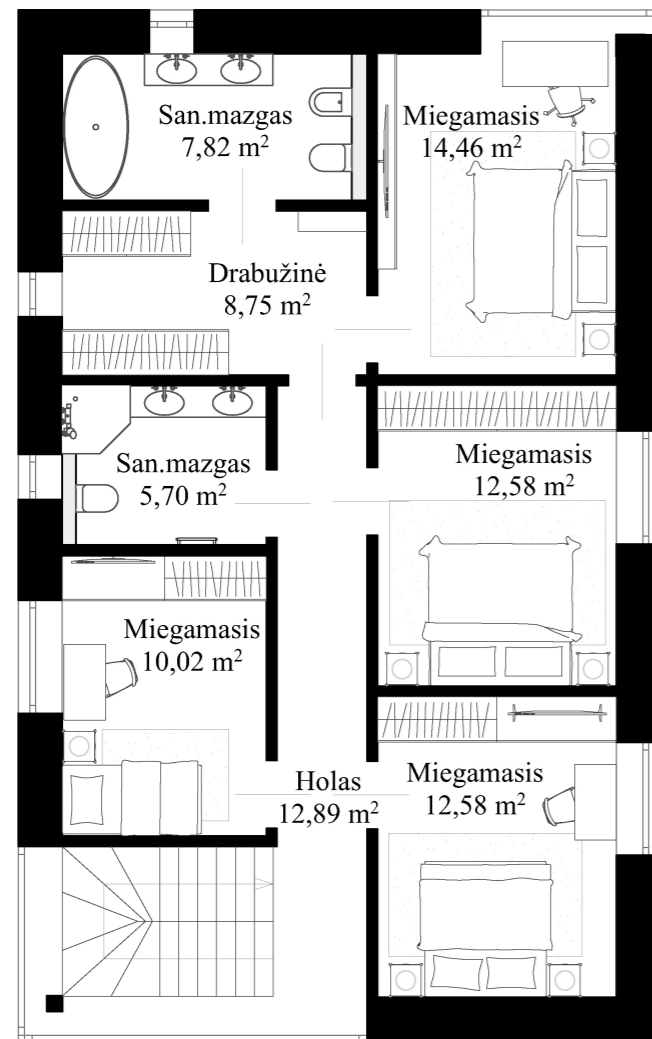 San.mazgas
7,82 m²
Miegamasis
14,46 m²
Drabužinė
8,75 m²
San.mazgas
5,70 m²
Miegamasis
12,58 m²
Miegamasis
10,02 m²
Holas
12,89 m²
Miegamasis
12,58 m²